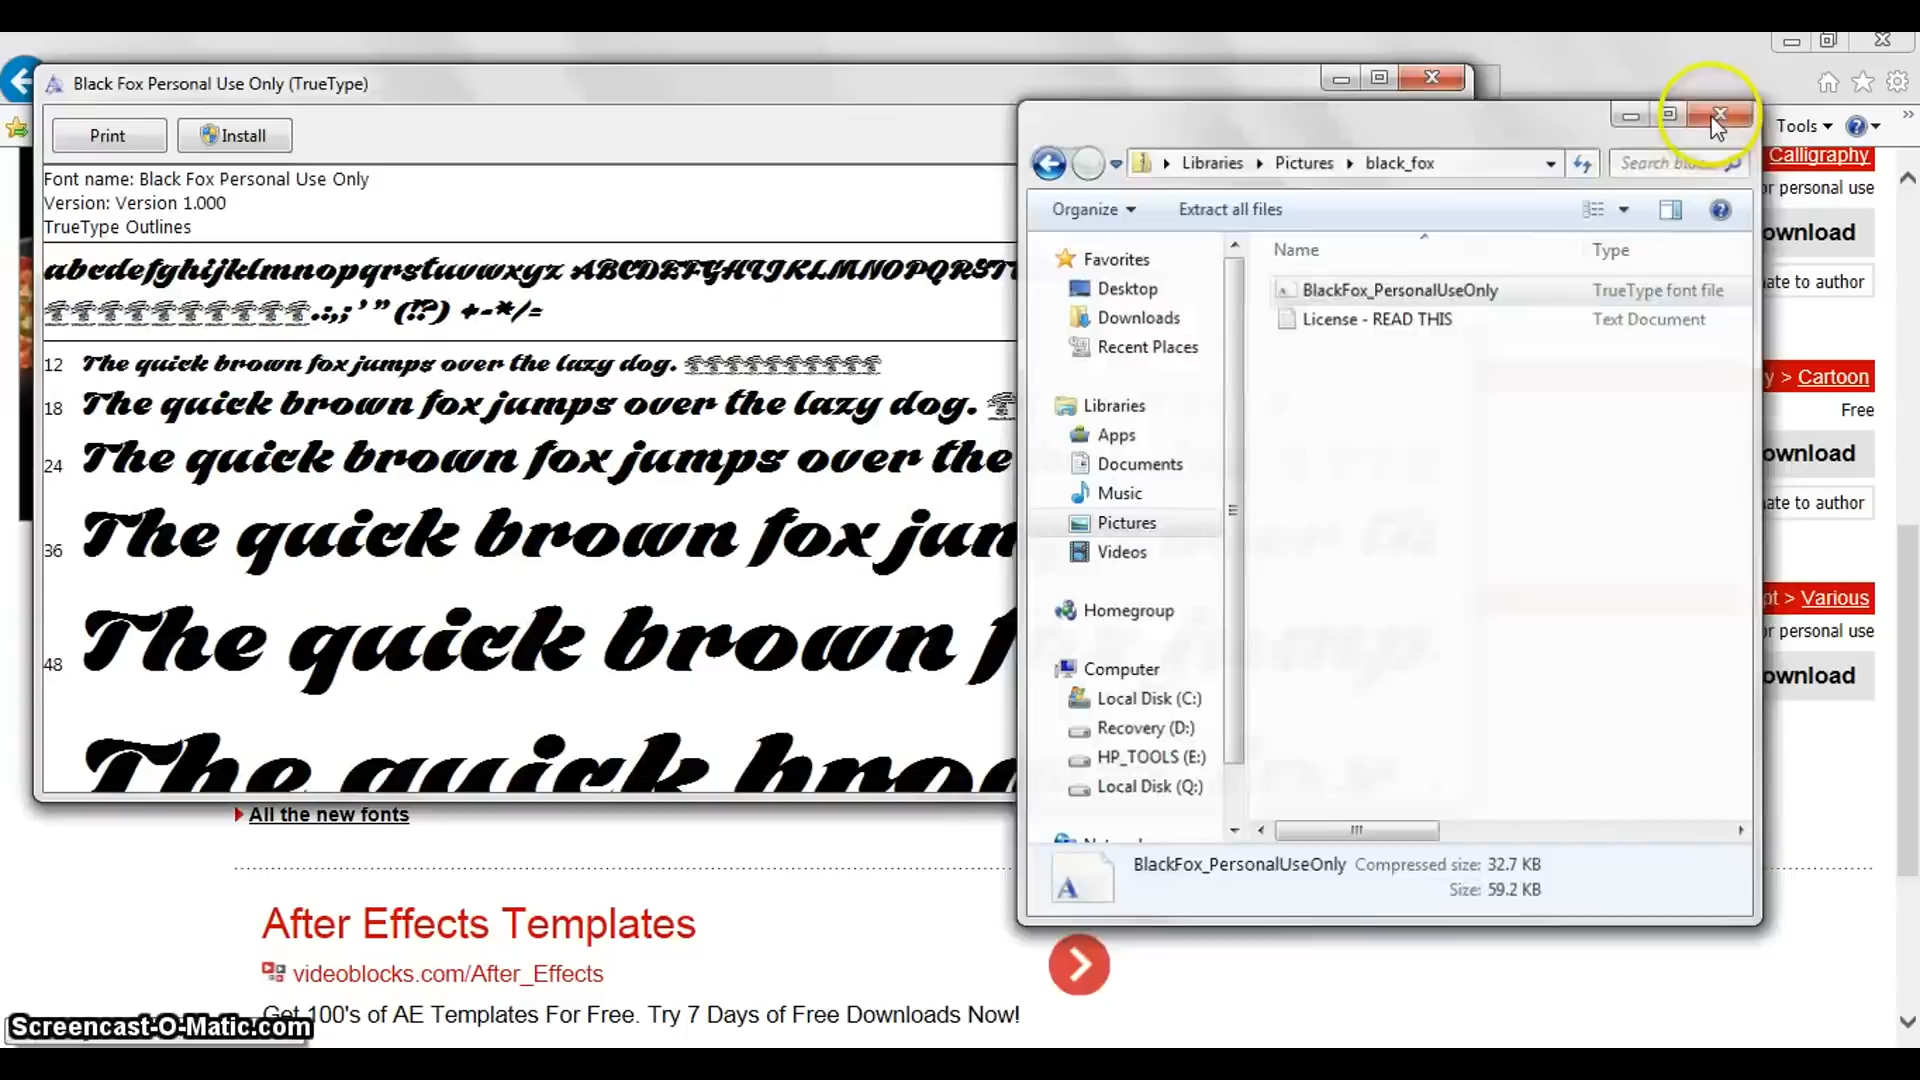 Black Fox Personal Use Only (TrueType)
Print
Install
Font name: Black Fox Personal Use Only
Version: Version 1.000
TrueType Outlines
abcdefghijklmnopqrstuvwxyz ABCDEFGHIJKLMNOPQRST
.:,;'"(!?) +-*/=
12 The quick brown fox jumps over the lazy dog.
18 The quick brown fox jumps over the lazy dog.
24 The quick brown fox jumps over the
36 The quick brown fox jum
48 The quick brown f
The quick bro
Libraries
Pictures
black_fox
Search
Organize
Extract all files
Favorites
Desktop
Downloads
Recent Places
Libraries
Apps
Documents
Music
Pictures
Videos
Homegroup
Computer
Local Disk (C:)
Recovery (D:)
HP_TOOLS (E:)
Local Disk (Q:)
Name
Type
BlackFox_PersonalUseOnly
TrueType font file
License - READ THIS
Text Document
BlackFox_PersonalUseOnly
Compressed size: 32.7 KB
Size: 59.2 KB
Tools
Calligraphy
or personal use
ownload
ate to author
y > Cartoon
Free
ownload
ate to author
pt > Various
or personal use
ownload
All the new fonts
After Effects Templates
videoblocks.com/After_Effects
Get 100's of AE Templates For Free. Try 7 Days of Free Downloads Now!
Screencast-O-Matic.com